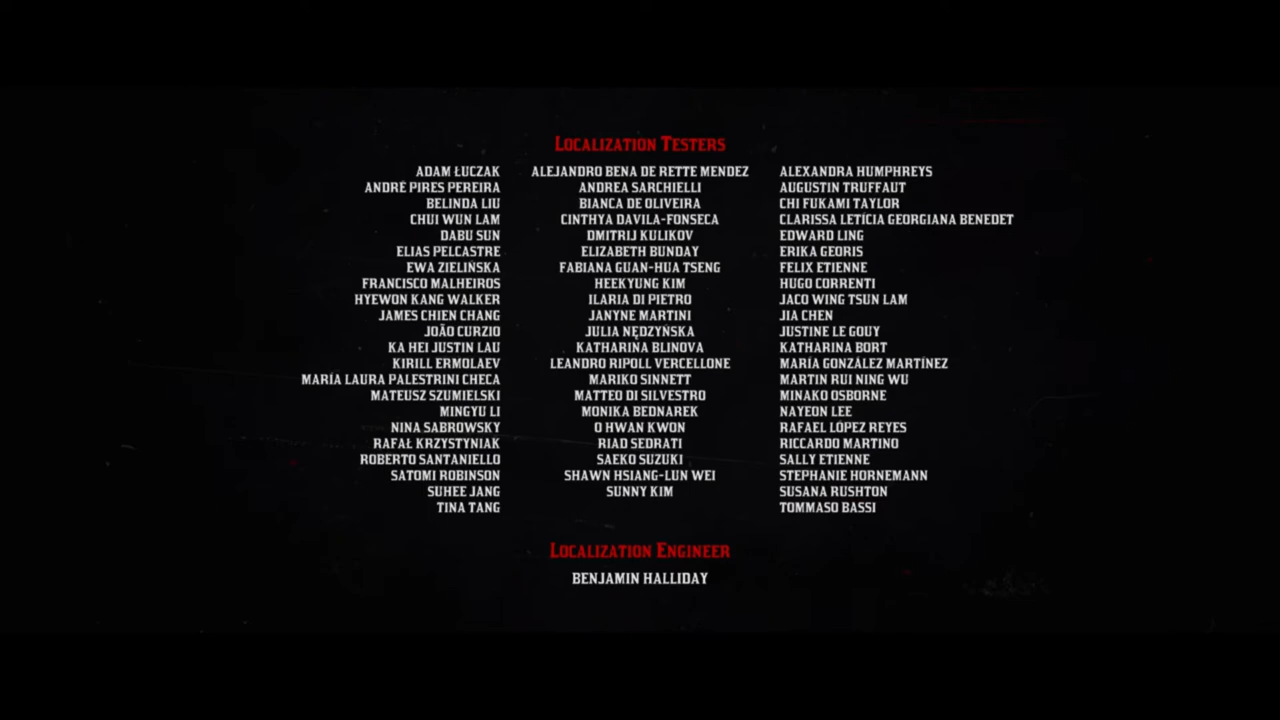 Localization Testers
ADAM ŁUCZAK ALEJANDRO BENA DE RETTE MENDEZ ALEXANDRA HUMPHREYS
ANDRÉ PIRES PEREIRA ANDREA SARCHIELLI AUGUSTIN TRUFFAUT
BELINDA LIU BIANCA DE OLIVEIRA CHI FUKAMI TAYLOR
CHUI WUN LAM CINTHYA DAVILA-FONSECA CLARISSA LETÍCIA GEORGIANA BENEDET
DABU SUN DMITRIJ KULIKOV EDWARD LING
ELIAS PELCASTRE ELIZABETH BUNDAY ERIKA GEORIS
EWA ZIELIŃSKA FABIANA GUAN-HUA TSENG FELIX ETIENNE
FRANCISCO MALHEIROS HEEKYUNG KIM HUGO CORRENTI
HYEWON KANG WALKER ILARIA DI PIETRO JACO WING TSUN LAM
JAMES CHIEN CHANG JANYNE MARTINI JIA CHEN
JOÃO CURZIO JULIA NĘDZYŃSKA JUSTINE LE GOUY
KA HEI JUSTIN LAU KATHARINA BLINOVA KATHARINA BORT
KIRILL ERMOLAEV LEANDRO RIPOLL VERCELLONE MARÍA GONZÁLEZ MARTÍNEZ
MARÍA LAURA PALESTRINI CHECA MARIKO SINNETT MARTIN RUI NING WU
MATEUSZ SZUMIELSKI MATTEO DI SILVESTRO MINAKO OSBORNE
MINGYU LI MONIKA BEDNAREK NAYEON LEE
NINA SABROWSKY O HWAN KWON RAFAEL LÓPEZ REYES
RAFAŁ KRZYSTYNIAK RIAD SEDRATI RICCARDO MARTINO
ROBERTO SANTANIELLO SAEKO SUZUKI SALLY ETIENNE
SATOMI ROBINSON SHAWN HSIANG-LUN WEI STEPHANIE HORNEMANN
SUHEE JANG SUNNY KIM SUSANA RUSHTON
TINA TANG TOMMASO BASSI
Localization Engineer
BENJAMIN HALLIDAY